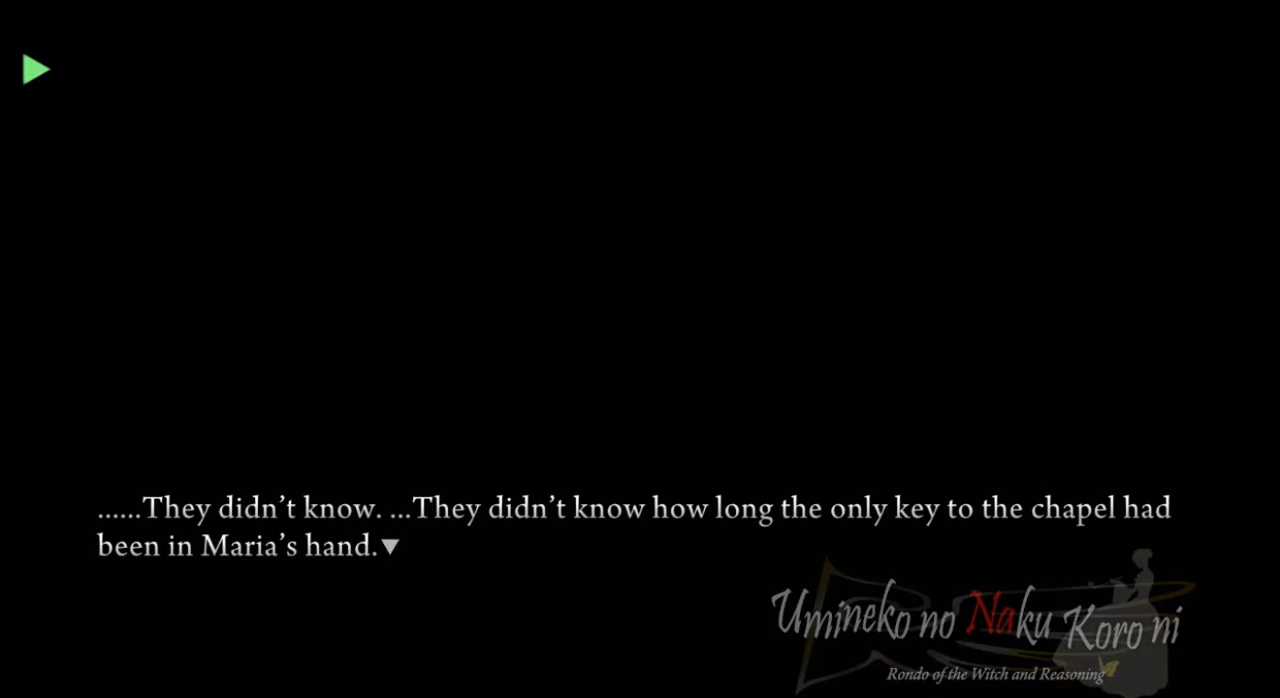 ......They didn’t know. ...They didn’t know how long the only key to the chapel had
been in Maria’s hand.
Umineko no Naku Koro ni
Rondo of the Witch and Reasoning